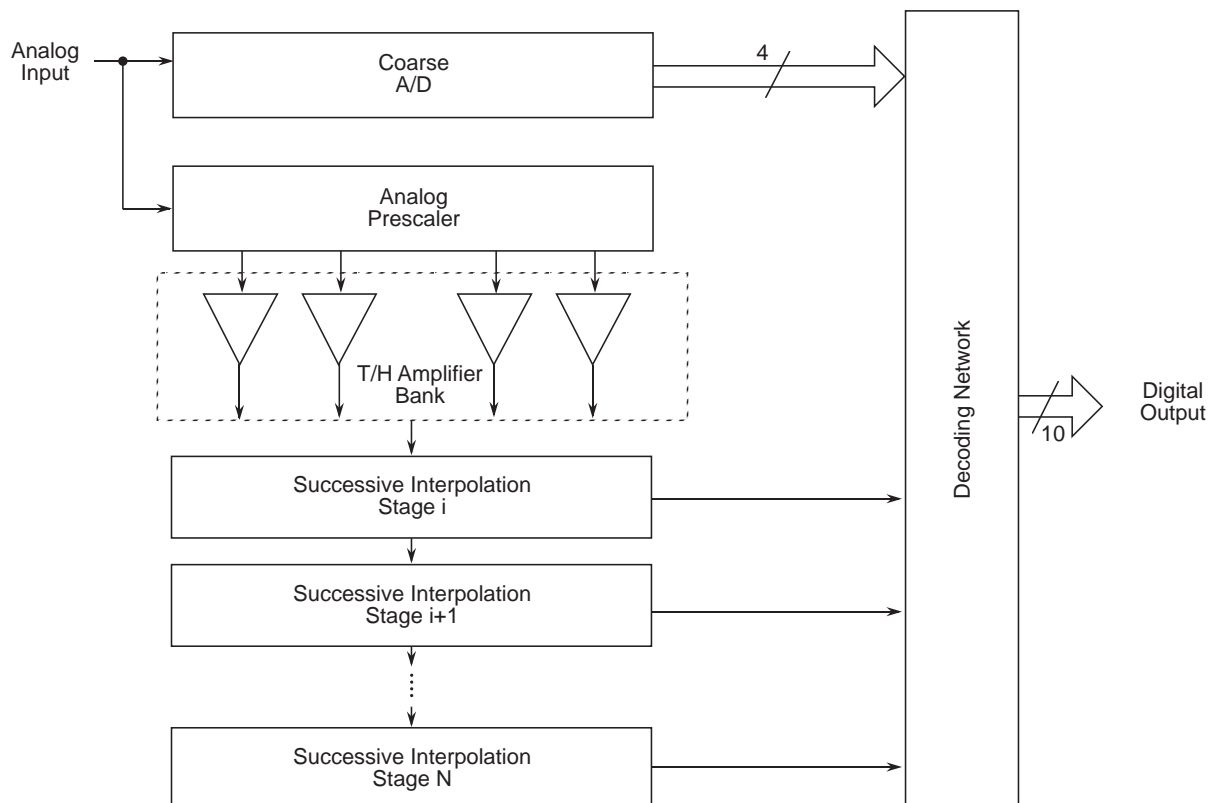 Analog
Input
Coarse
A/D
4
Analog
Prescaler
T/H Amplifier
Bank
Successive Interpolation
Stage i
Successive Interpolation
Stage i+1
Successive Interpolation
Stage N
Decoding Network
10
Digital
Output